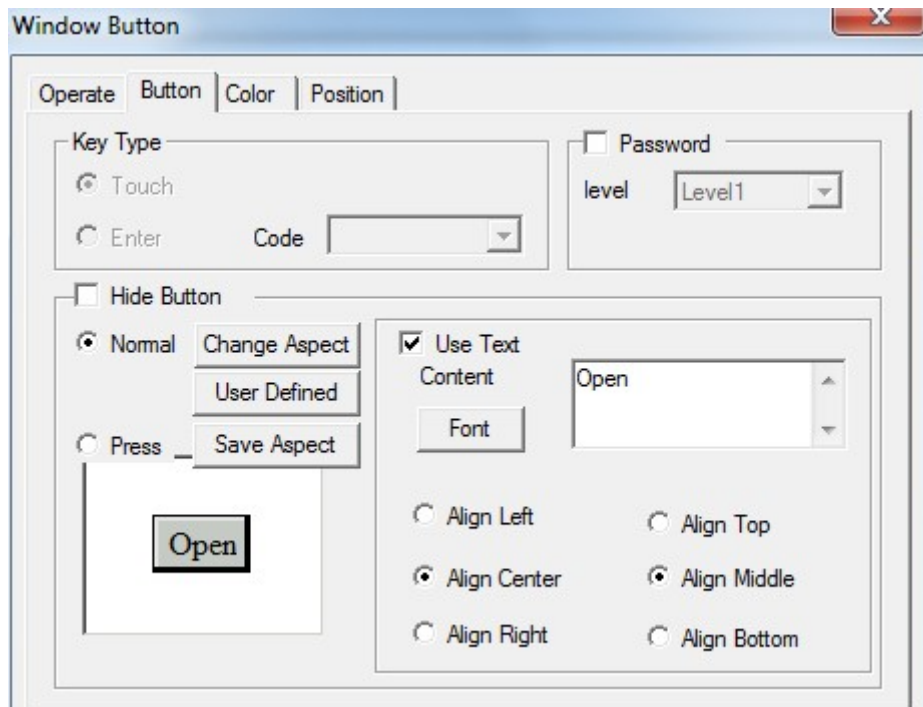 Window Button
Operate Button Color Position
Key Type
Touch
Enter Code
Password
level Level1
Hide Button
Normal Change Aspect
User Defined
Press Save Aspect
Open
Use Text
Content Open
Font
Align Left Align Top
Align Center Align Middle
Align Right Align Bottom